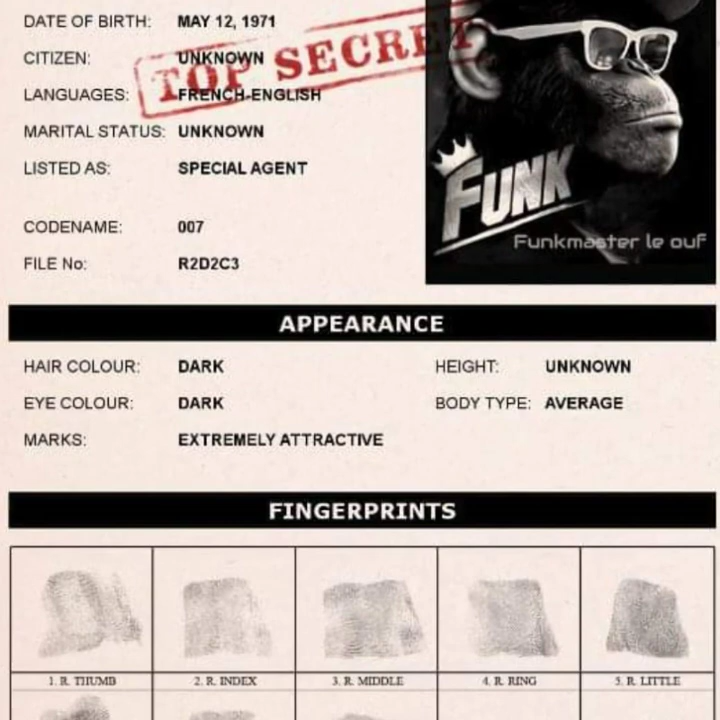 DATE OF BIRTH: MAY 12, 1971
CITIZEN: UNKNOWN
TOP SECRET
LANGUAGES: FRENCH-ENGLISH
MARITAL STATUS: UNKNOWN
LISTED AS: SPECIAL AGENT
CODENAME: 007
FILE No: R2D2C3
FUNK
Funkmaster le ouf
APPEARANCE
HAIR COLOUR: DARK HEIGHT: UNKNOWN
EYE COLOUR: DARK BODY TYPE: AVERAGE
MARKS: EXTREMELY ATTRACTIVE
FINGERPRINTS
1. R. THUMB 2. R. INDEX 3. R. MIDDLE 4. R. RING 5. R. LITTLE